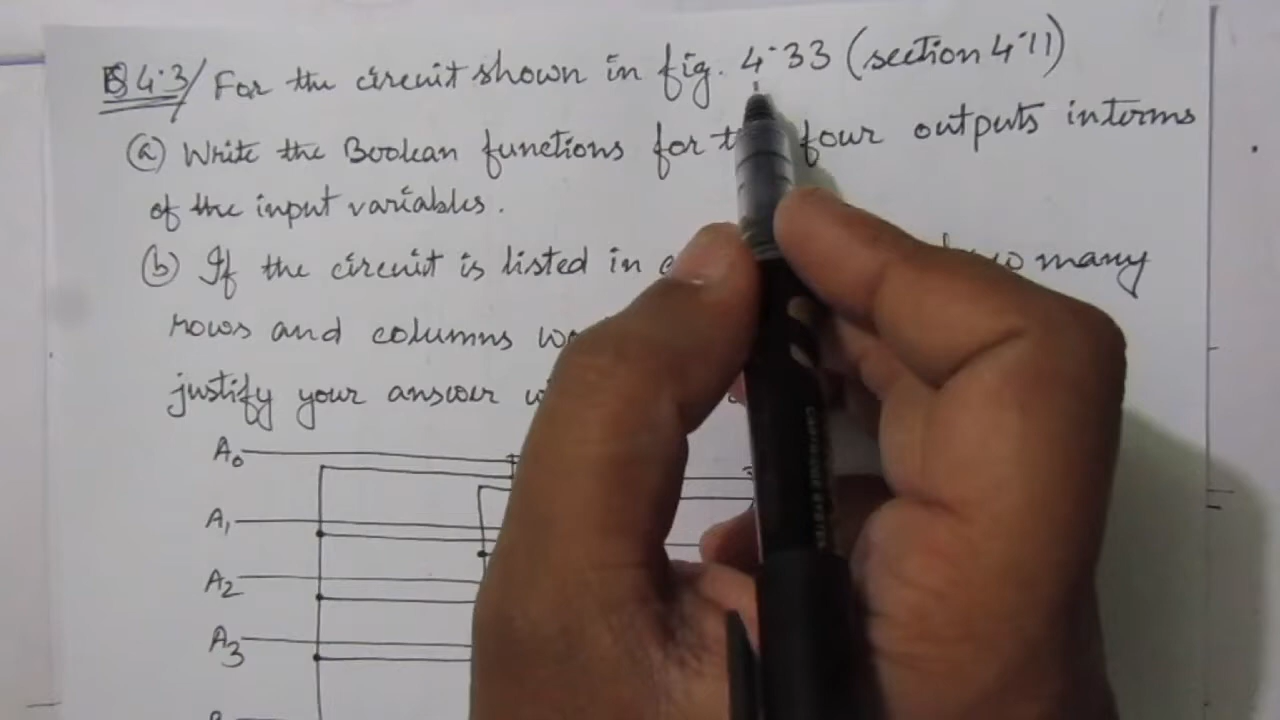 Q 4.3/ For the circuit shown in fig. 4.33 (section 4.11)
(a) Write the Boolean functions for four outputs in terms
of the input variables.
(b) If the circuit is listed in many
rows and columns
justify your answer
A0
A1
A2
A3